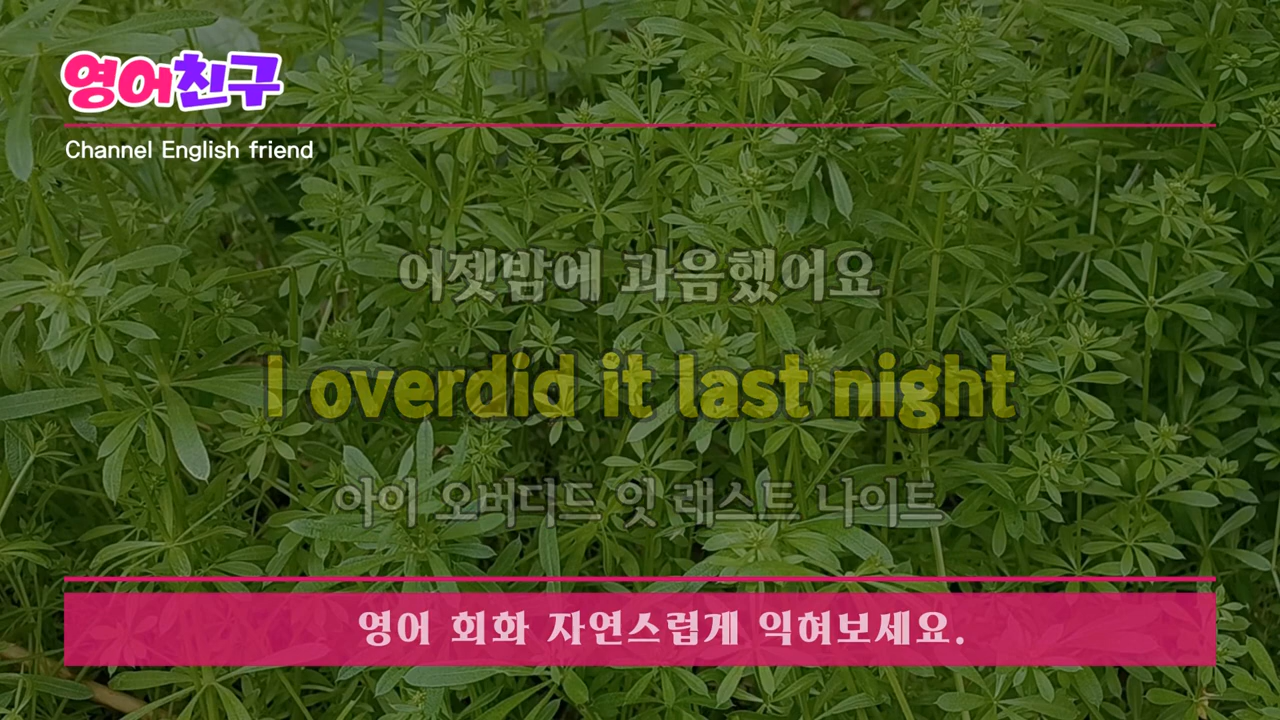 영어친구
Channel English friend
어젯밤에 과음했어요
I overdid it last night
아이 오버디드 잇 래스트 나이트
영어 회화 자연스럽게 익혀보세요.